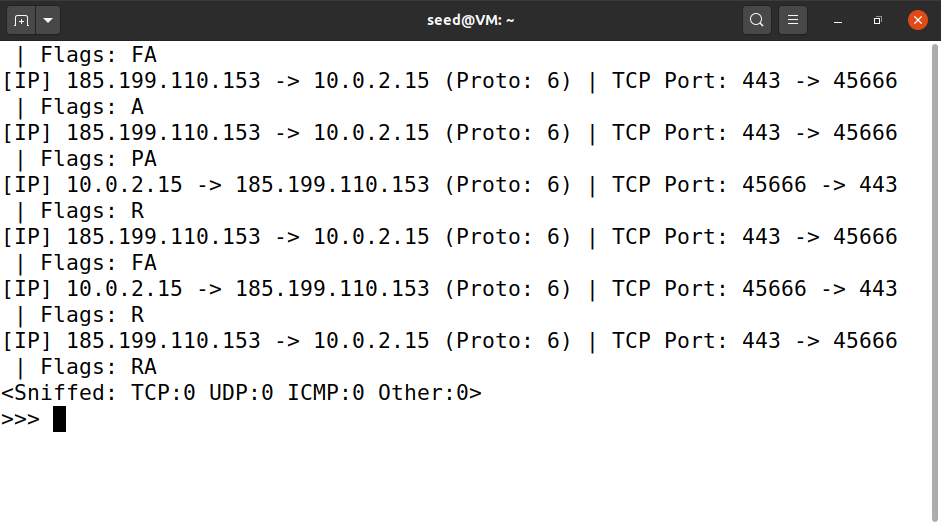 seed@VM: ~
 | Flags: FA
[IP] 185.199.110.153 -> 10.0.2.15 (Proto: 6) | TCP Port: 443 -> 45666
 | Flags: A
[IP] 185.199.110.153 -> 10.0.2.15 (Proto: 6) | TCP Port: 443 -> 45666
 | Flags: PA
[IP] 10.0.2.15 -> 185.199.110.153 (Proto: 6) | TCP Port: 45666 -> 443
 | Flags: R
[IP] 185.199.110.153 -> 10.0.2.15 (Proto: 6) | TCP Port: 443 -> 45666
 | Flags: FA
[IP] 10.0.2.15 -> 185.199.110.153 (Proto: 6) | TCP Port: 45666 -> 443
 | Flags: R
[IP] 185.199.110.153 -> 10.0.2.15 (Proto: 6) | TCP Port: 443 -> 45666
 | Flags: RA
<Sniffed: TCP:0 UDP:0 ICMP:0 Other:0>
>>>